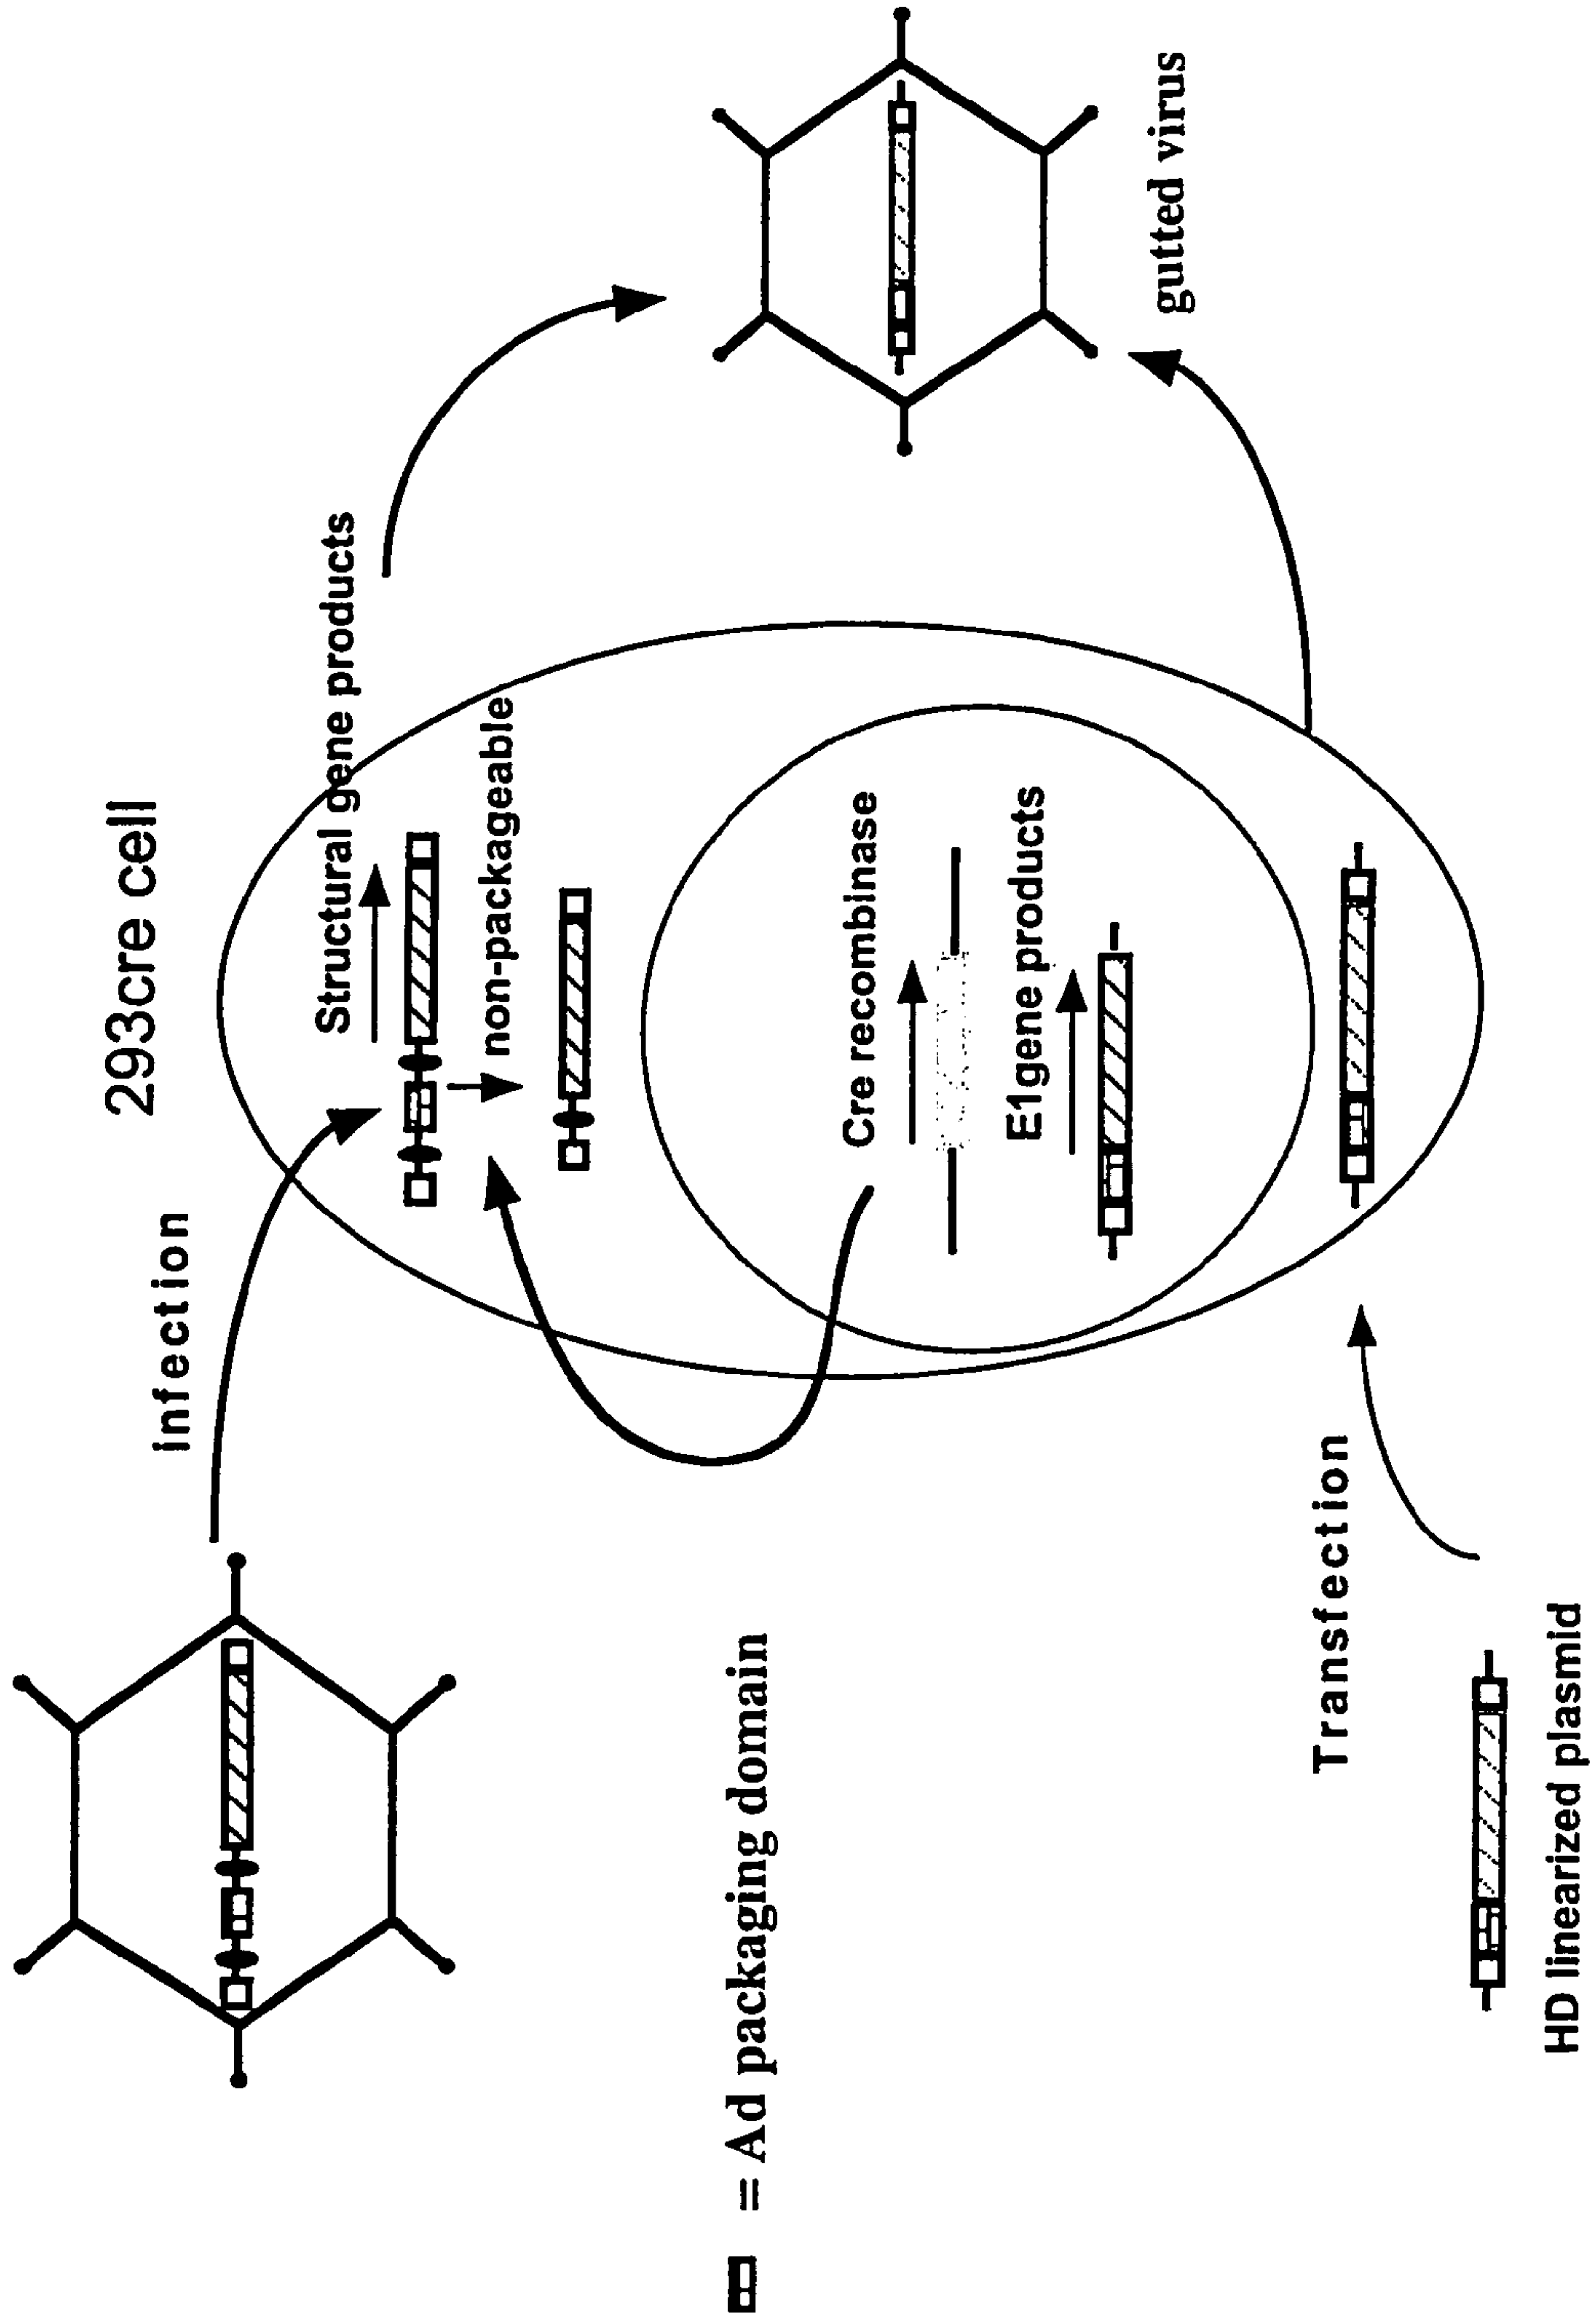 293cre cell
infection
Structural gene products
non-packageable
= Ad packaging domain
Cre recombinase
E1gene products
gutted virus
Transfection
HD linearized plasmid